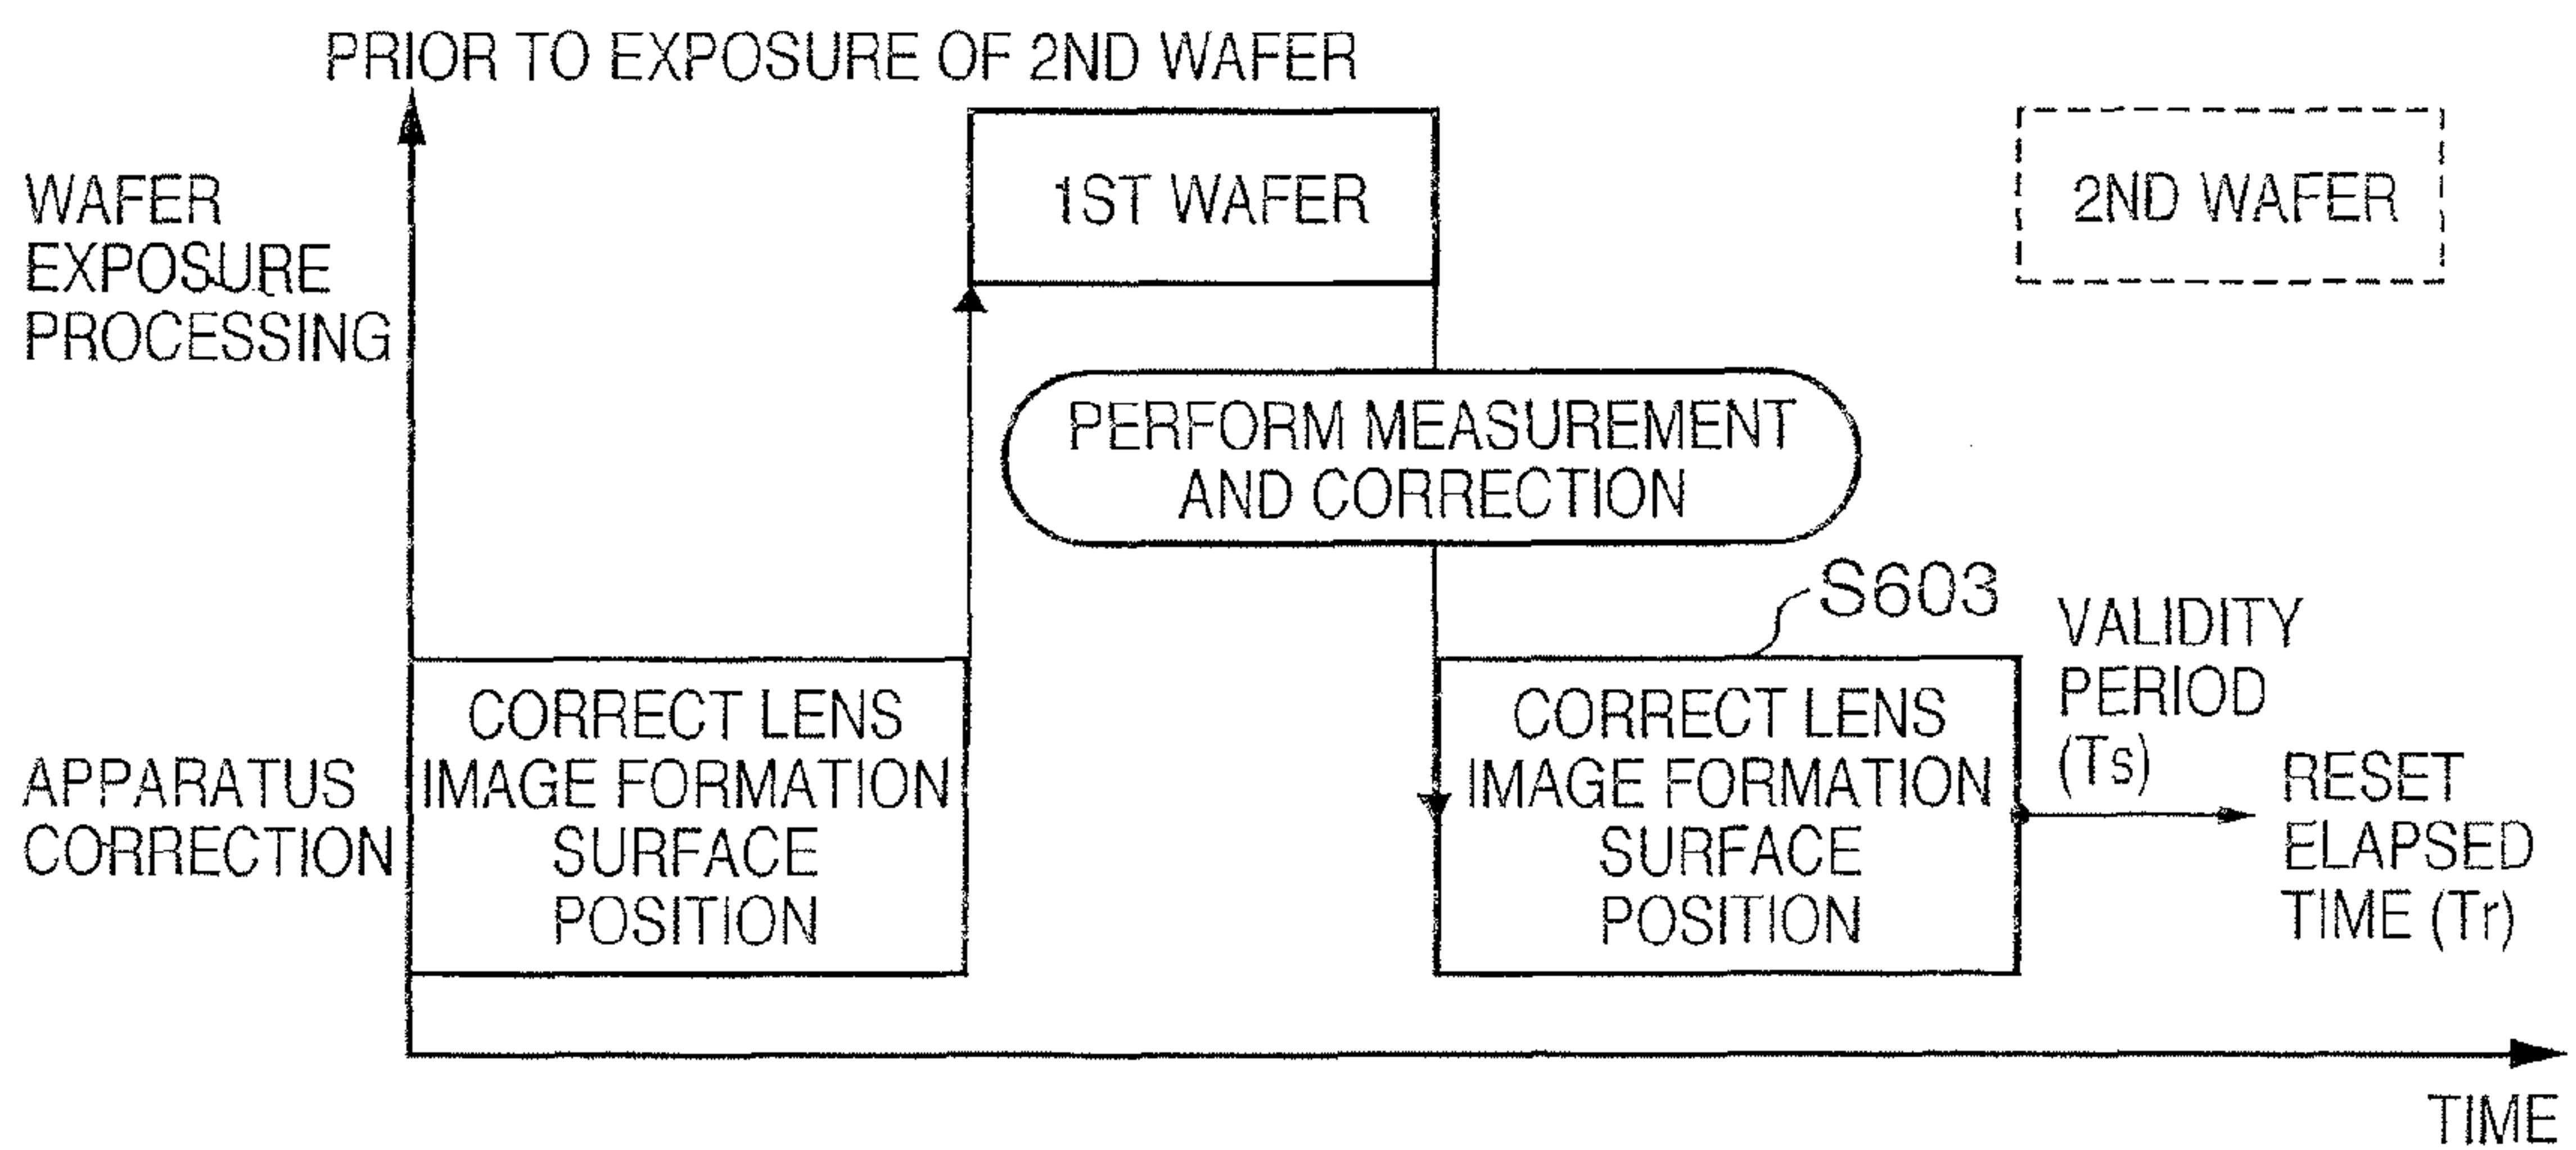 PRIOR TO EXPOSURE OF 2ND WAFER
WAFER
EXPOSURE
PROCESSING
1ST WAFER
2ND WAFER
PERFORM MEASUREMENT
AND CORRECTION
S603
VALIDITY
PERIOD
(Ts)
APPARATUS
CORRECTION
CORRECT LENS
IMAGE FORMATION
SURFACE
POSITION
CORRECT LENS
IMAGE FORMATION
SURFACE
POSITION
RESET
ELAPSED
TIME (Tr)
TIME